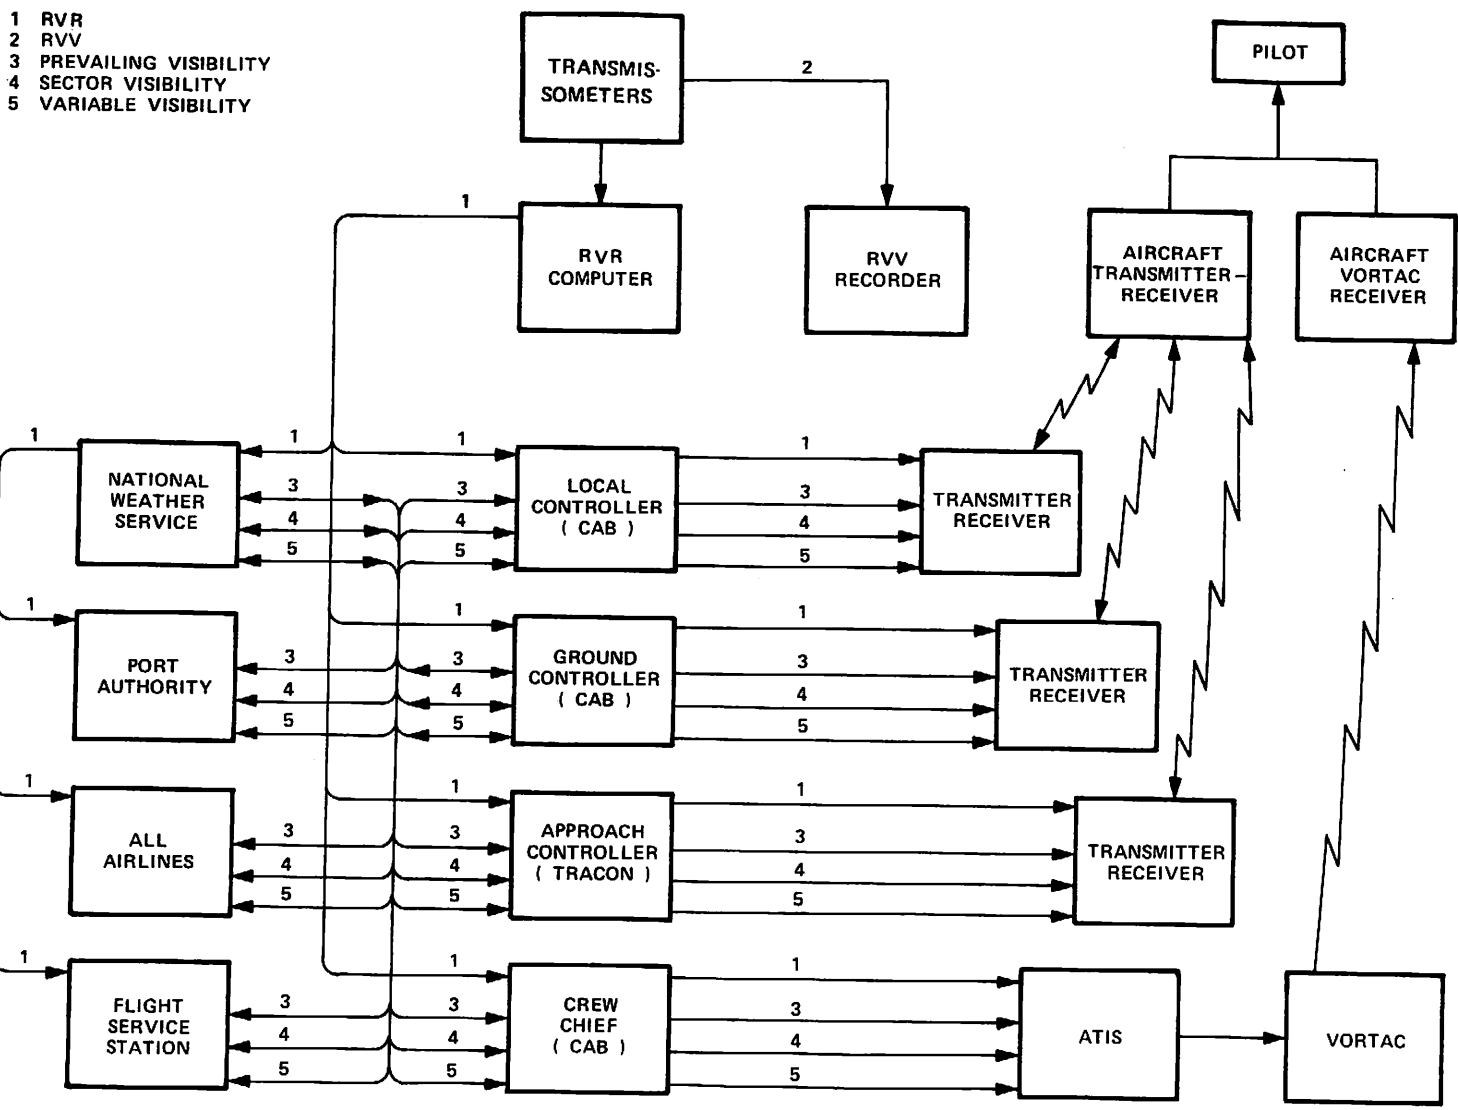 1 RVR
2 RVV
3 PREVAILING VISIBILITY
4 SECTOR VISIBILITY
5 VARIABLE VISIBILITY
TRANSMIS-
SOMETERS
2
PILOT
1
RVR
COMPUTER
RVV
RECORDER
AIRCRAFT
TRANSMITTER-
RECEIVER
AIRCRAFT
VORTAC
RECEIVER
1
NATIONAL
WEATHER
SERVICE
1
3
4
5
1
3
4
5
LOCAL
CONTROLLER
( CAB )
1
3
4
5
TRANSMITTER
RECEIVER
1
PORT
AUTHORITY
3
4
5
1
3
4
5
GROUND
CONTROLLER
( CAB )
1
3
4
5
TRANSMITTER
RECEIVER
1
ALL
AIRLINES
3
4
5
1
3
4
5
APPROACH
CONTROLLER
( TRACON )
1
3
4
5
TRANSMITTER
RECEIVER
1
FLIGHT
SERVICE
STATION
3
4
5
1
3
4
5
CREW
CHIEF
( CAB )
1
3
4
5
ATIS
VORTAC